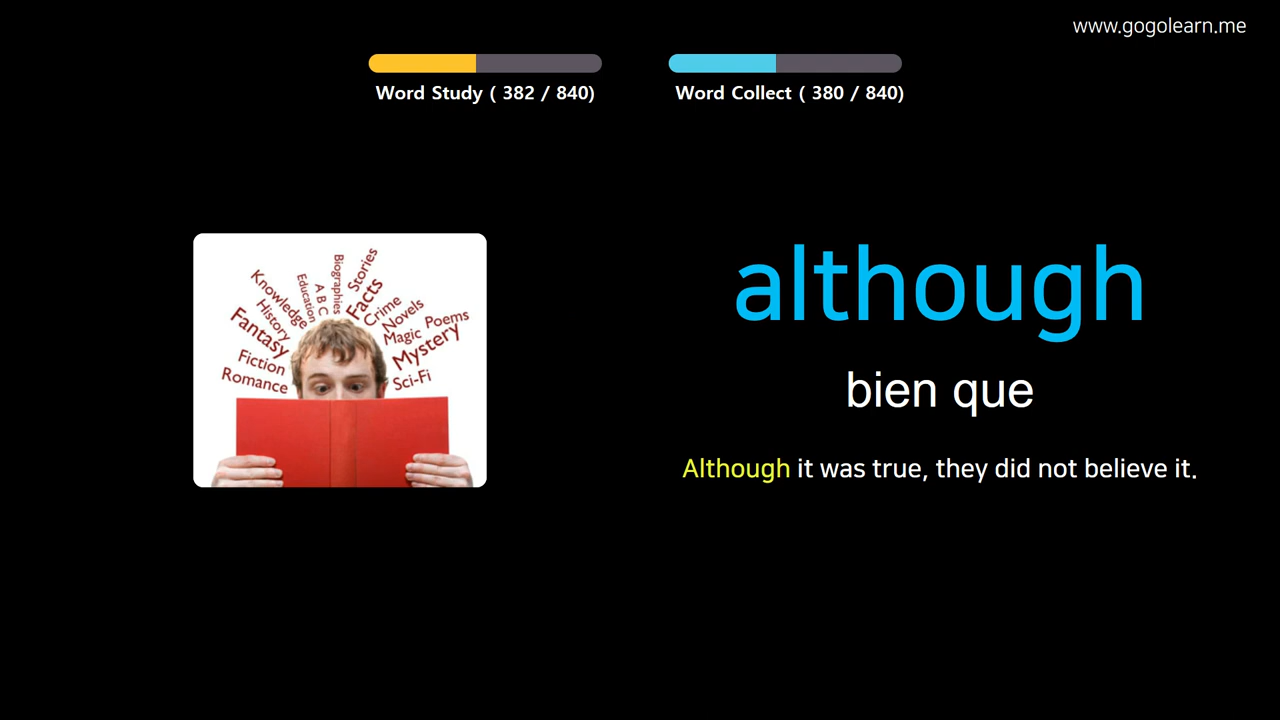 www.gogolearn.me
Word Study ( 382 / 840)
Word Collect ( 380 / 840)
Knowledge
History
Fantasy
Fiction
Romance
Education
A B C
Biographies
Stories
Facts
Crime
Novels
Magic
Poems
Mystery
Sci-Fi
although
bien que
Although it was true, they did not believe it.